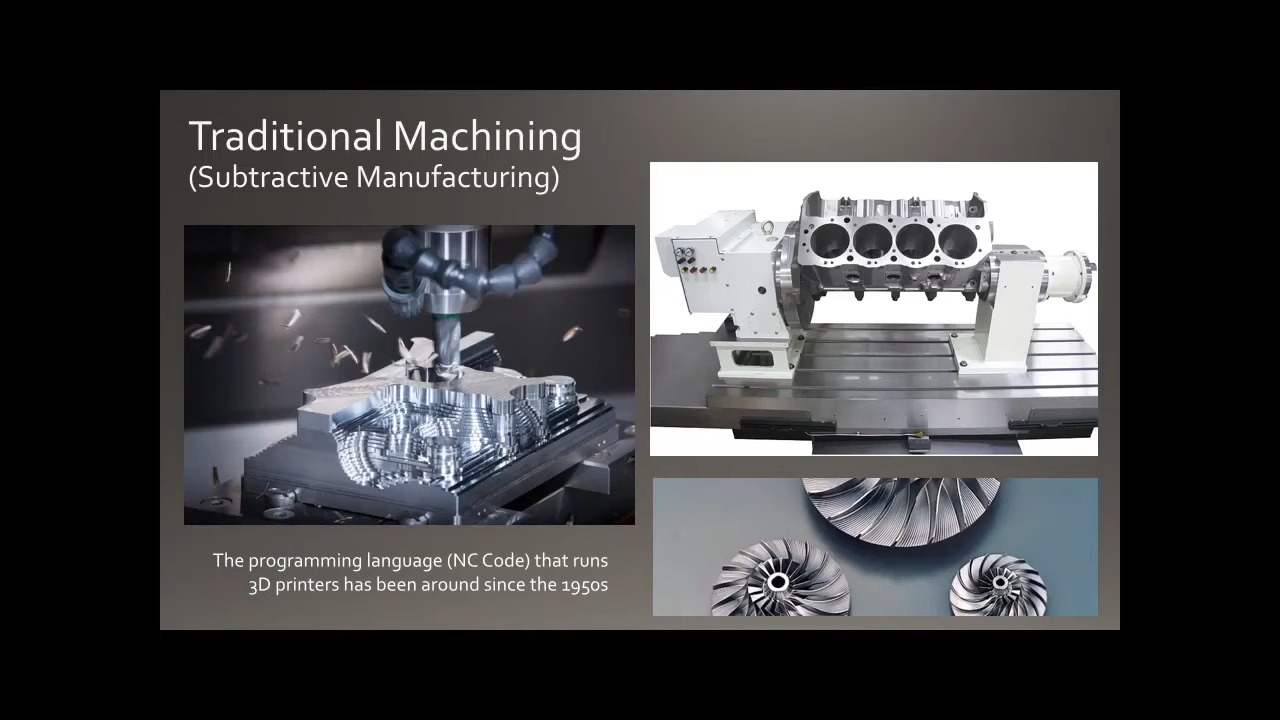 Traditional Machining
(Subtractive Manufacturing)
The programming language (NC Code) that runs
3D printers has been around since the 1950s